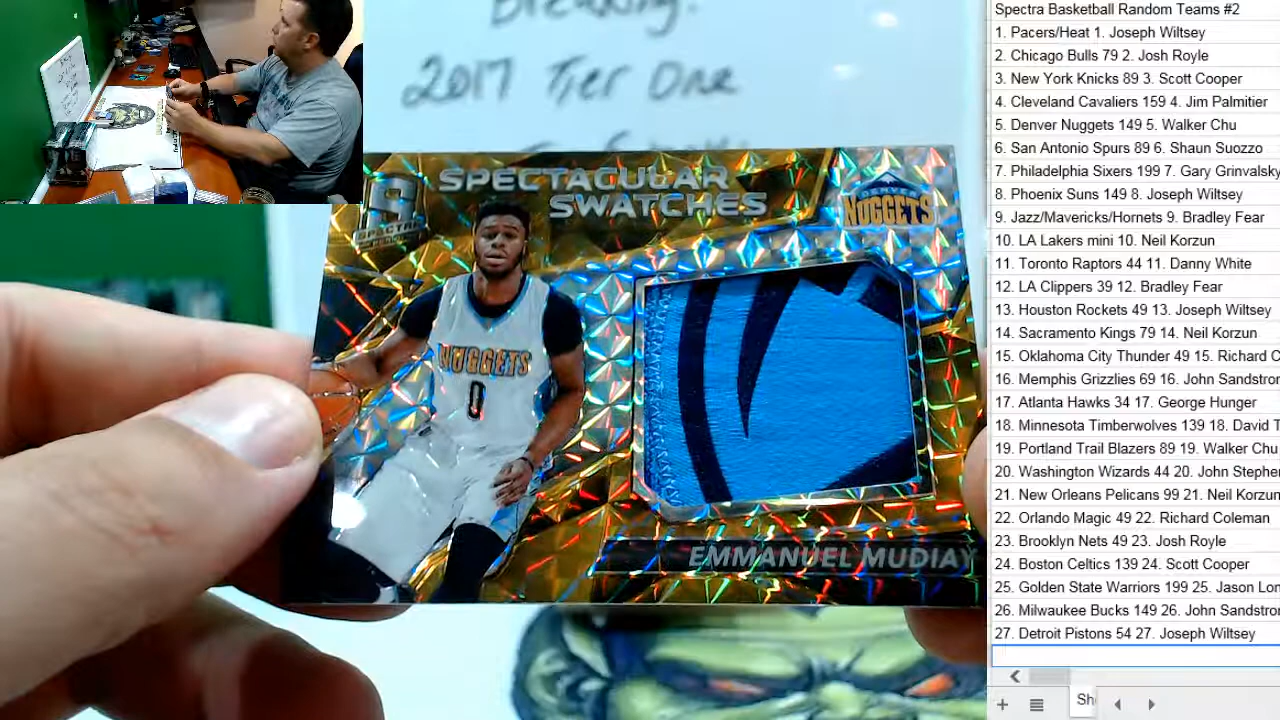 Breaking:
2017 Tier One
SPECTACULAR
SWATCHES
SPECTRA
DENVER
NUGGETS
NUGGETS
0
EMMANUEL MUDIAY
Spectra Basketball Random Teams #2
1. Pacers/Heat 1. Joseph Wiltsey
2. Chicago Bulls 79 2. Josh Royle
3. New York Knicks 89 3. Scott Cooper
4. Cleveland Cavaliers 159 4. Jim Palmitier
5. Denver Nuggets 149 5. Walker Chu
6. San Antonio Spurs 89 6. Shaun Suozzo
7. Philadelphia Sixers 199 7. Gary Grinvalsky
8. Phoenix Suns 149 8. Joseph Wiltsey
9. Jazz/Mavericks/Hornets 9. Bradley Fear
10. LA Lakers mini 10. Neil Korzun
11. Toronto Raptors 44 11. Danny White
12. LA Clippers 39 12. Bradley Fear
13. Houston Rockets 49 13. Joseph Wiltsey
14. Sacramento Kings 79 14. Neil Korzun
15. Oklahoma City Thunder 49 15. Richard C
16. Memphis Grizzlies 69 16. John Sandstror
17. Atlanta Hawks 34 17. George Hunger
18. Minnesota Timberwolves 139 18. David T
19. Portland Trail Blazers 89 19. Walker Chu
20. Washington Wizards 44 20. John Stepher
21. New Orleans Pelicans 99 21. Neil Korzun
22. Orlando Magic 49 22. Richard Coleman
23. Brooklyn Nets 49 23. Josh Royle
24. Boston Celtics 139 24. Scott Cooper
25. Golden State Warriors 199 25. Jason Lor
26. Milwaukee Bucks 149 26. John Sandstro
27. Detroit Pistons 54 27. Joseph Wiltsey
Sh